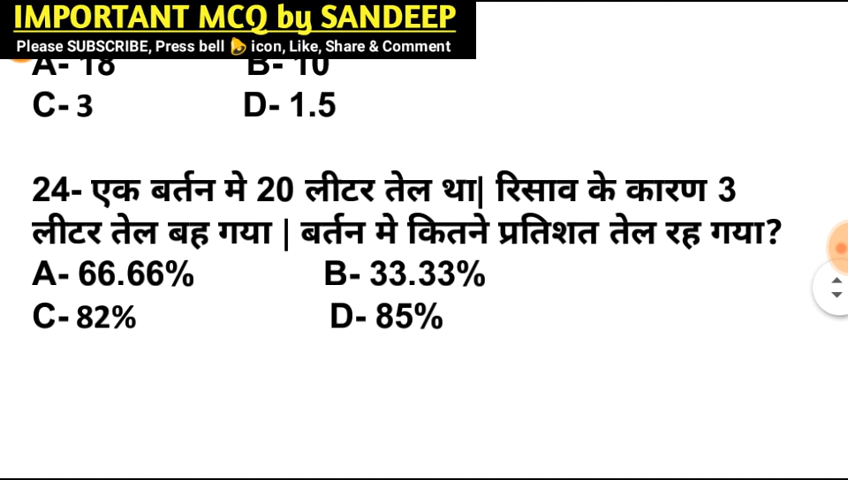 IMPORTANT MCQ by SANDEEP
Please SUBSCRIBE, Press bell icon, Like, Share & Comment
A- 18 B- 10
C- 3 D- 1.5
24- एक बर्तन मे 20 लीटर तेल था| रिसाव के कारण 3
लीटर तेल बह गया | बर्तन मे कितने प्रतिशत तेल रह गया?
A- 66.66% B- 33.33%
C- 82% D- 85%